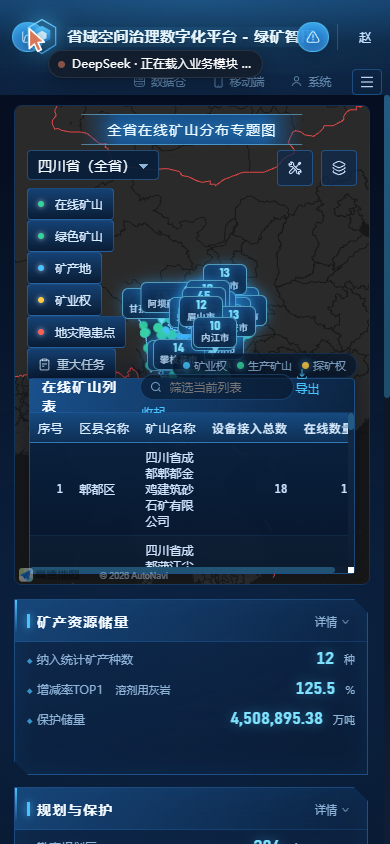 省域空间治理数字化平台 - 绿矿智
赵
DeepSeek · 正在载入业务模块 ...
数据仓
移动端
系统
全省在线矿山分布专题图
四川省（全省）
在线矿山
绿色矿山
矿产地
矿业权
地灾隐患点
重大任务
13
12
眉山市
13
10
内江市
14
矿业权
生产矿山
探矿权
在线矿山列表
筛选当前列表
导出
收起
序号 区县名称 矿山名称 设备接入总数 在线数量
1 郫都区 四川省成都郫都金鸡建筑砂石矿有限公司 18 1
四川省成
© 2026 AutoNavi
矿产资源储量
详情
纳入统计矿产种数 12 种
增减率TOP1 溶剂用灰岩 125.5 %
保护储量 4,508,895.38 万吨
规划与保护
详情